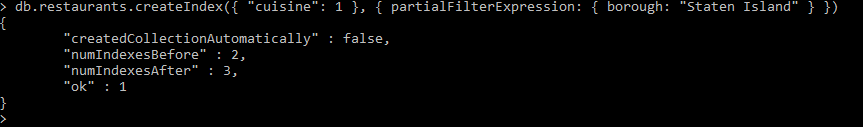 > db.restaurants.createIndex({ "cuisine": 1 }, { partialFilterExpression: { borough: "Staten Island" } })
{
        "createdCollectionAutomatically" : false,
        "numIndexesBefore" : 2,
        "numIndexesAfter" : 3,
        "ok" : 1
}
>